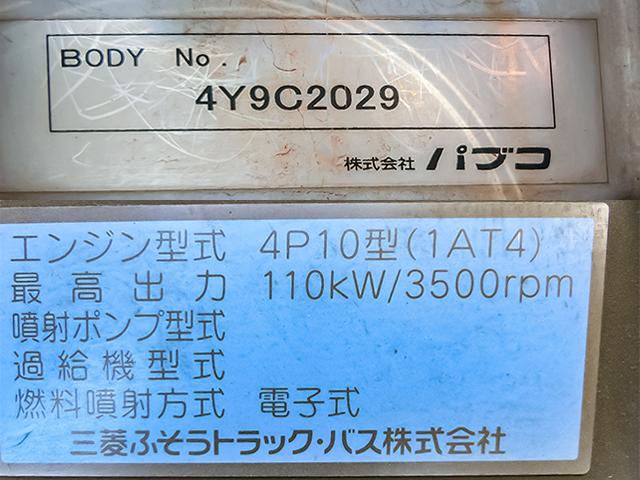 BODY No.
4Y9C2029
株式会社 パブコ
エンジン型式 4P10型(1AT4)
最高出力 110kW/3500rpm
噴射ポンプ型式
過給機型式
燃料噴射方式 電子式
三菱ふそうトラック・バス株式会社